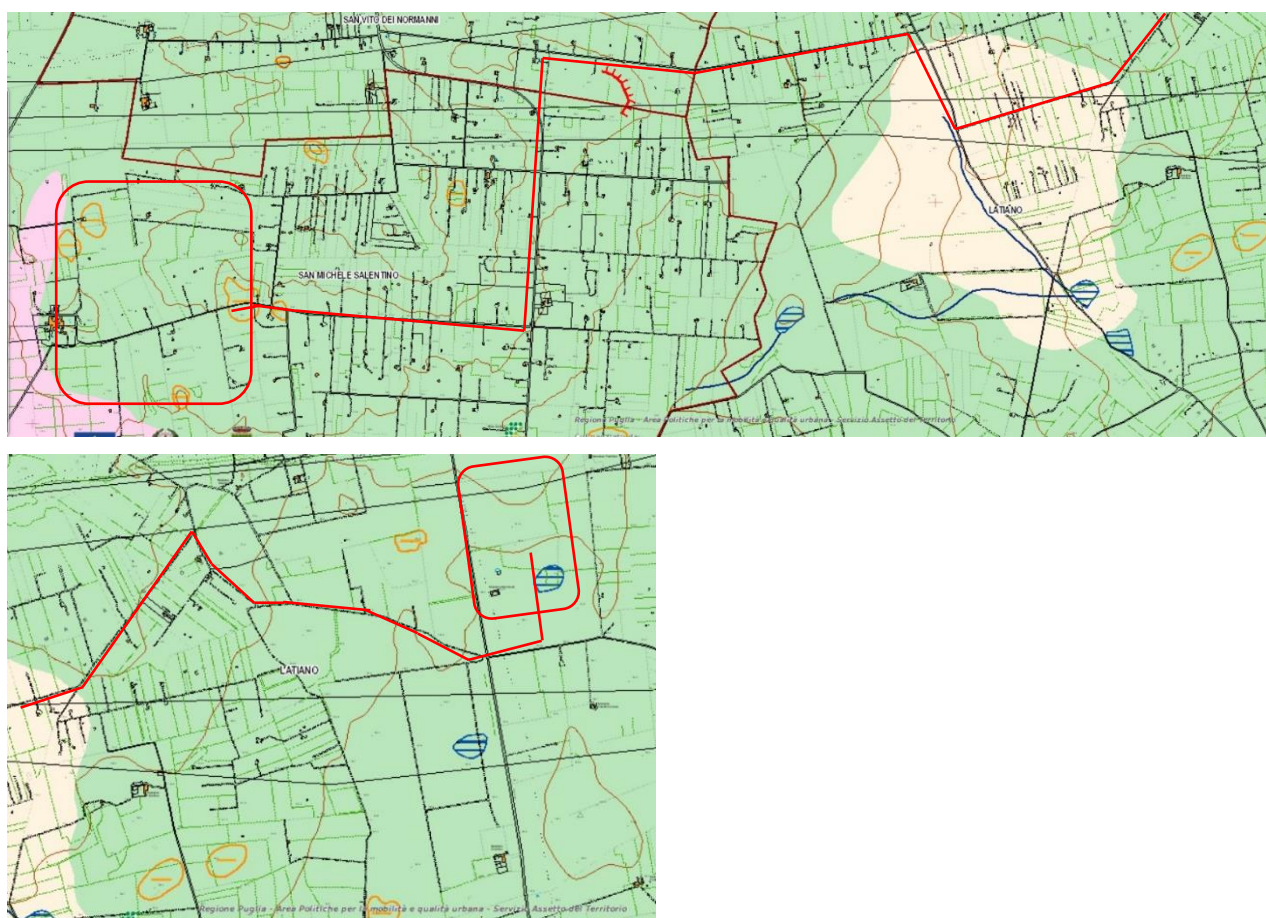 SAN VITO DEI NORMANNI
LATIANO
SAN MICHELE SALENTINO
Regione Puglia - Area Politiche per la mobilità e qualità urbana - Servizio Assetto del Territorio
LATIANO
Regione Puglia - Area Politiche per la mobilità e qualità urbana - Servizio Assetto del Territorio